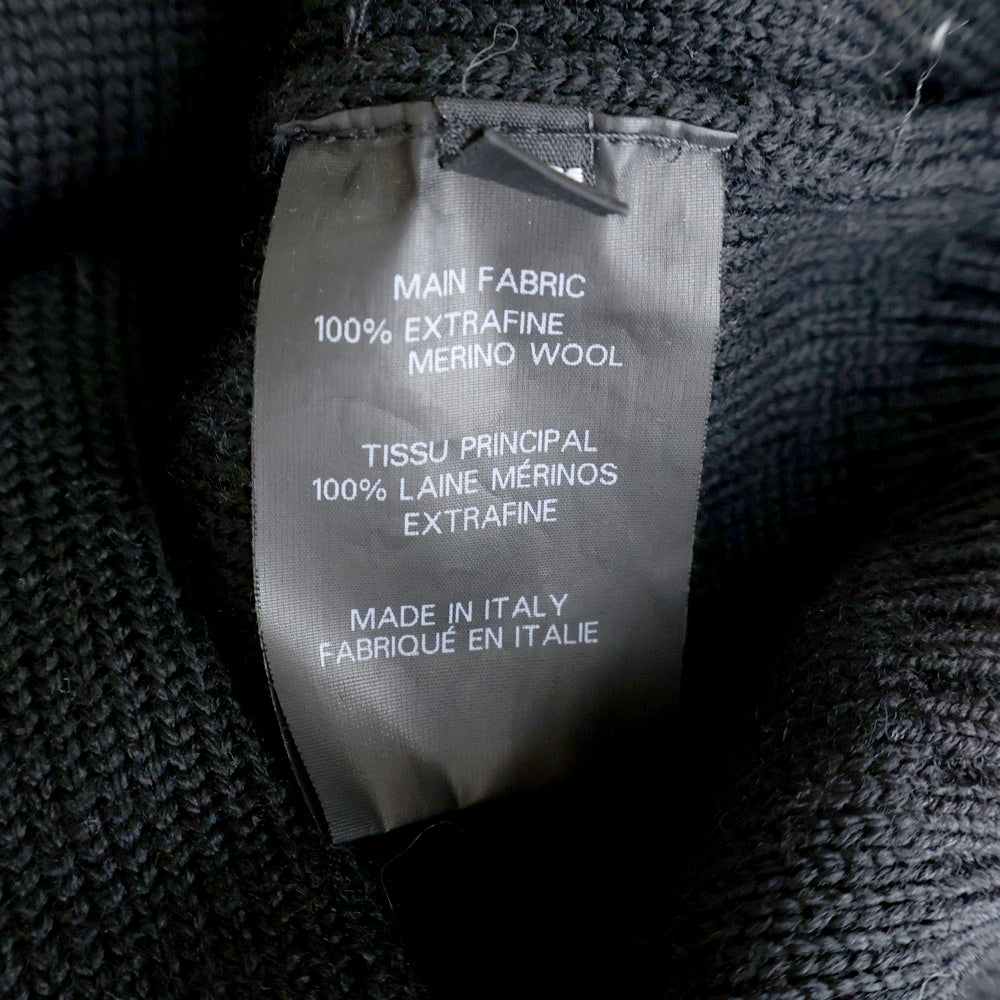 MAIN FABRIC
100% EXTRAFINE
MERINO WOOL
TISSU PRINCIPAL
100% LAINE MÉRINOS
EXTRAFINE
MADE IN ITALY
FABRIQUÉ EN ITALIE